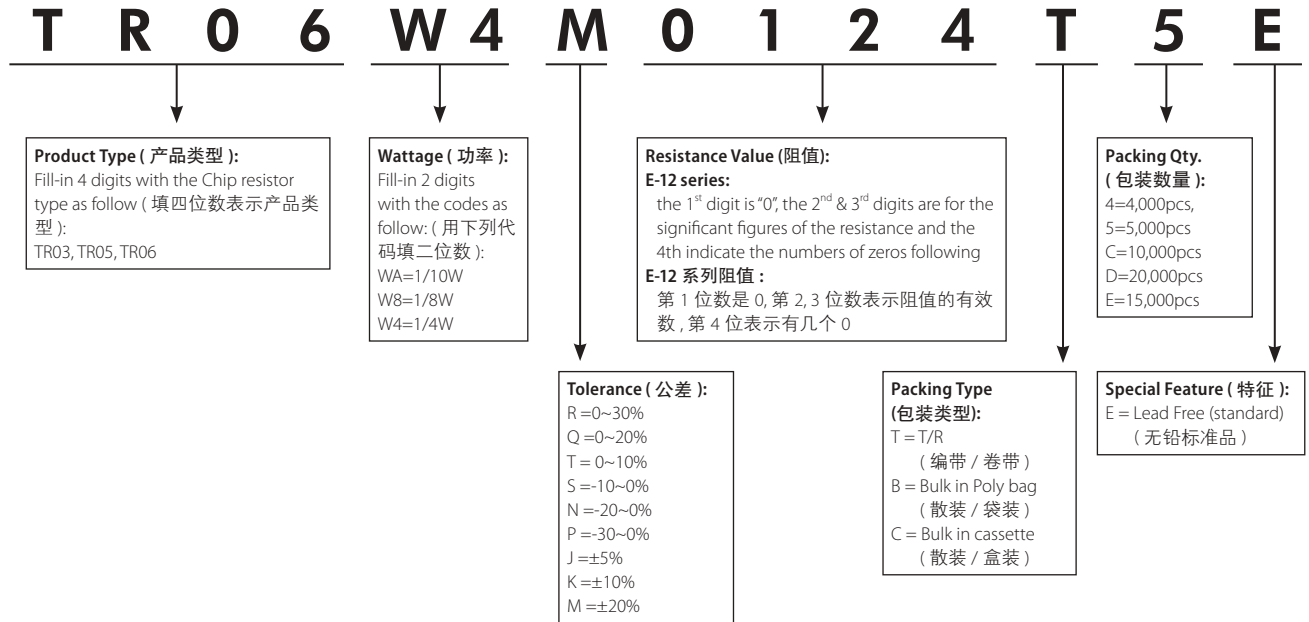 T R 0 6 W 4 M 0 1 2 4 T 5 E
Product Type ( 产品类型 ):
Fill-in 4 digits with the Chip resistor
type as follow ( 填四位数表示产品类
型 ):
TR03, TR05, TR06
Wattage ( 功率 ):
Fill-in 2 digits
with the codes as
follow: ( 用下列代
码填二位数 ):
WA=1/10W
W8=1/8W
W4=1/4W
Resistance Value (阻值):
E-12 series:
the 1st digit is "0", the 2nd & 3rd digits are for the
significant figures of the resistance and the
4th indicate the numbers of zeros following
E-12 系列阻值 :
第 1 位数是 0, 第 2, 3 位数表示阻值的有效
数 , 第 4 位表示有几个 0
Packing Qty.
( 包装数量 ):
4=4,000pcs,
5=5,000pcs
C=10,000pcs
D=20,000pcs
E=15,000pcs
Tolerance ( 公差 ):
R =0~30%
Q =0~20%
T = 0~10%
S =-10~0%
N =-20~0%
P =-30~0%
J =±5%
K =±10%
M =±20%
Packing Type
(包装类型):
T = T/R
( 编带 / 卷带 )
B = Bulk in Poly bag
( 散装 / 袋装 )
C = Bulk in cassette
( 散装 / 盒装 )
Special Feature ( 特征 ):
E = Lead Free (standard)
( 无铅标准品 )